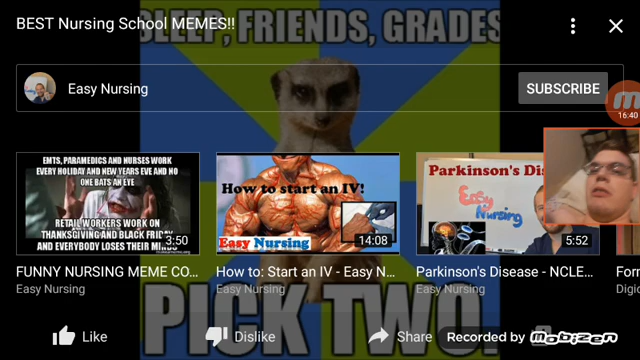 SLEEP, FRIENDS, GRADES
BEST Nursing School MEMES!!
Easy Nursing
SUBSCRIBE
16:40
EMTS, PARAMEDICS AND NURSES WORK
EVERY HOLIDAY AND NEW YEARS EVE AND NO
ONE BATS AN EYE
RETAIL WORKERS WORK ON
THANKSGIVING AND BLACK FRIDAY
AND EVERYBODY LOSES THEIR MINDS
3:50
How to start an IV!
Easy Nursing
14:08
Parkinson's Dise
Easy
Nursing
5:52
FUNNY NURSING MEME CO...
Easy Nursing
How to: Start an IV - Easy N...
Easy Nursing
Parkinson's Disease - NCLE...
Easy Nursing
Forn
Digic
PICK TWO.
Like
Dislike
Share
Recorded by MOBIZEN